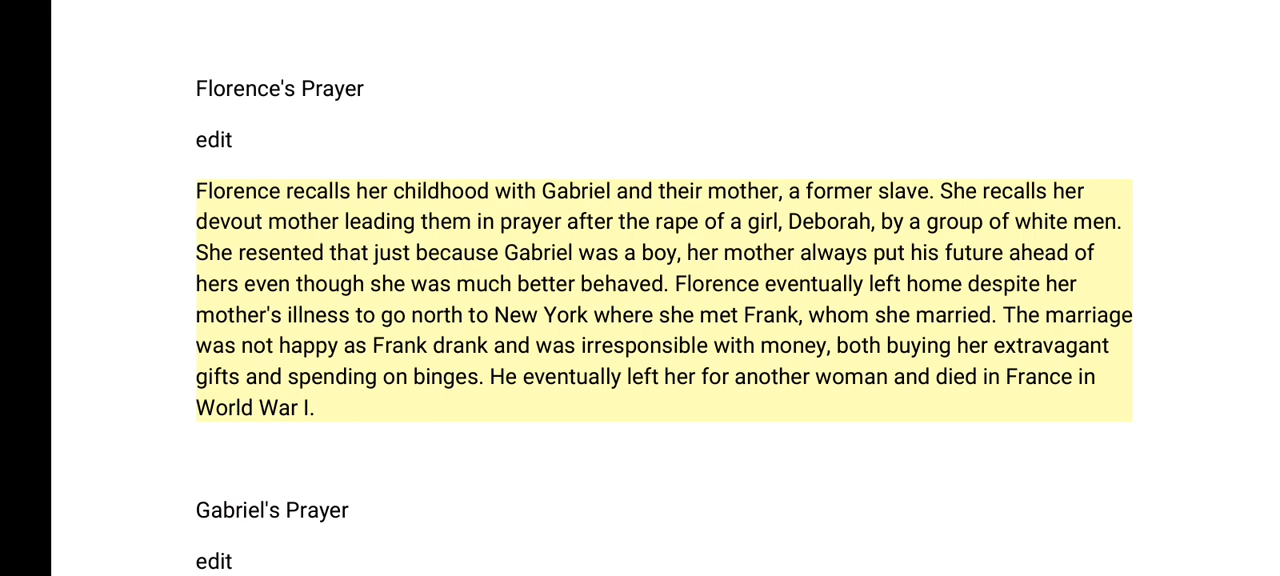 Florence's Prayer
edit
Florence recalls her childhood with Gabriel and their mother, a former slave. She recalls her
devout mother leading them in prayer after the rape of a girl, Deborah, by a group of white men.
She resented that just because Gabriel was a boy, her mother always put his future ahead of
hers even though she was much better behaved. Florence eventually left home despite her
mother's illness to go north to New York where she met Frank, whom she married. The marriage
was not happy as Frank drank and was irresponsible with money, both buying her extravagant
gifts and spending on binges. He eventually left her for another woman and died in France in
World War I.
Gabriel's Prayer
edit